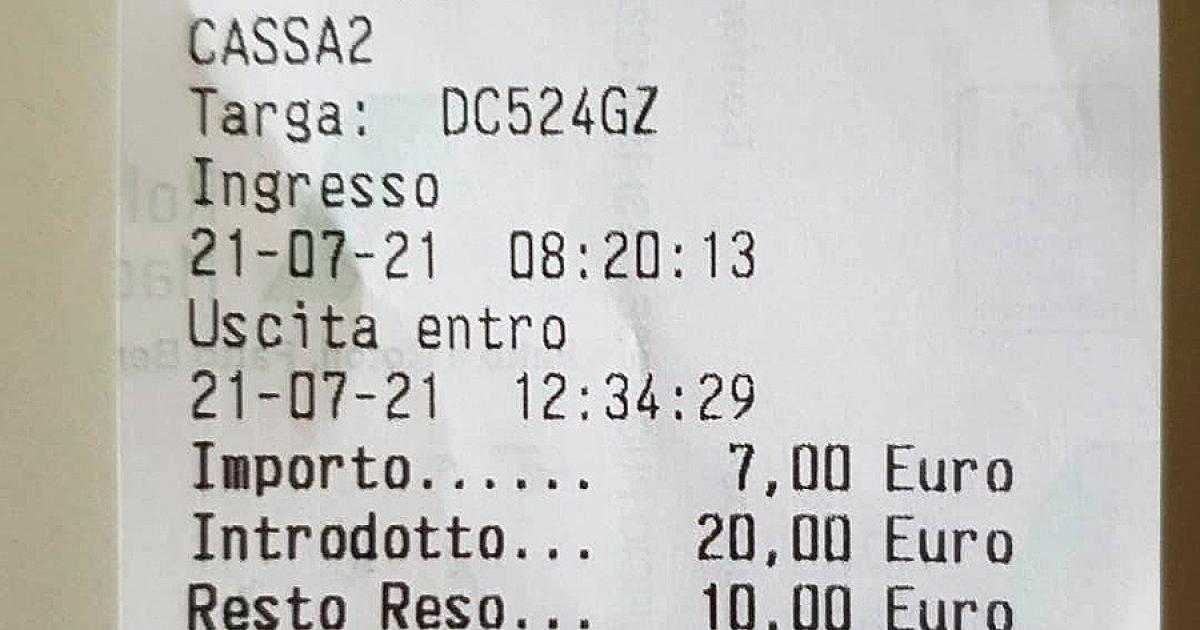 CASSA2
Targa: DC524GZ
Ingresso
21-07-21 08:20:13
Uscita entro
21-07-21 12:34:29
Importo...... 7,00 Euro
Introdotto... 20,00 Euro
Resto Reso... 10,00 Euro